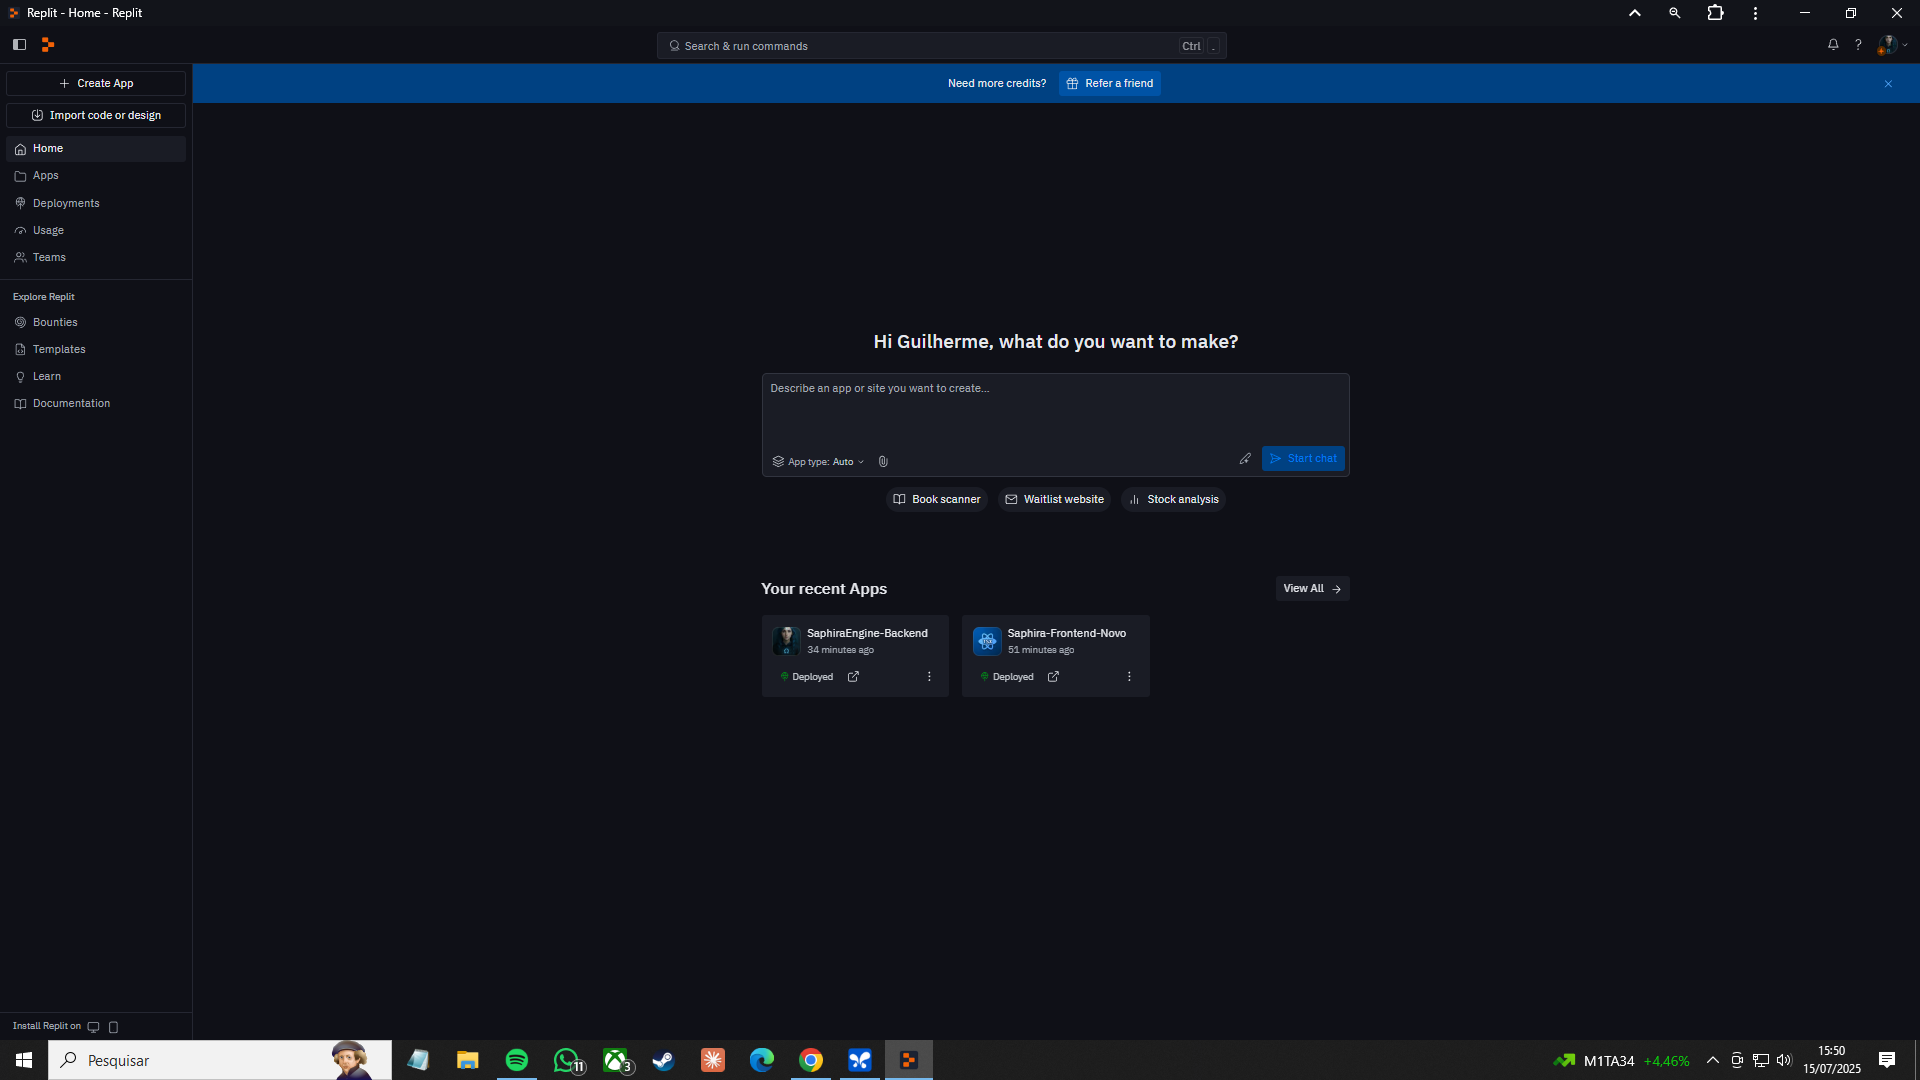 Replit - Home - Replit
Search & run commands
Ctrl .
Create App
Import code or design
Home
Apps
Deployments
Usage
Teams
Explore Replit
Bounties
Templates
Learn
Documentation
Install Replit on
Need more credits?
Refer a friend
Hi Guilherme, what do you want to make?
Describe an app or site you want to create...
App type: Auto
Start chat
Book scanner
Waitlist website
Stock analysis
Your recent Apps
View All
SaphiraEngine-Backend
34 minutes ago
Deployed
Saphira-Frontend-Novo
51 minutes ago
Deployed
Pesquisar
11
3
M1TA34 +4,46%
15:50
15/07/2025